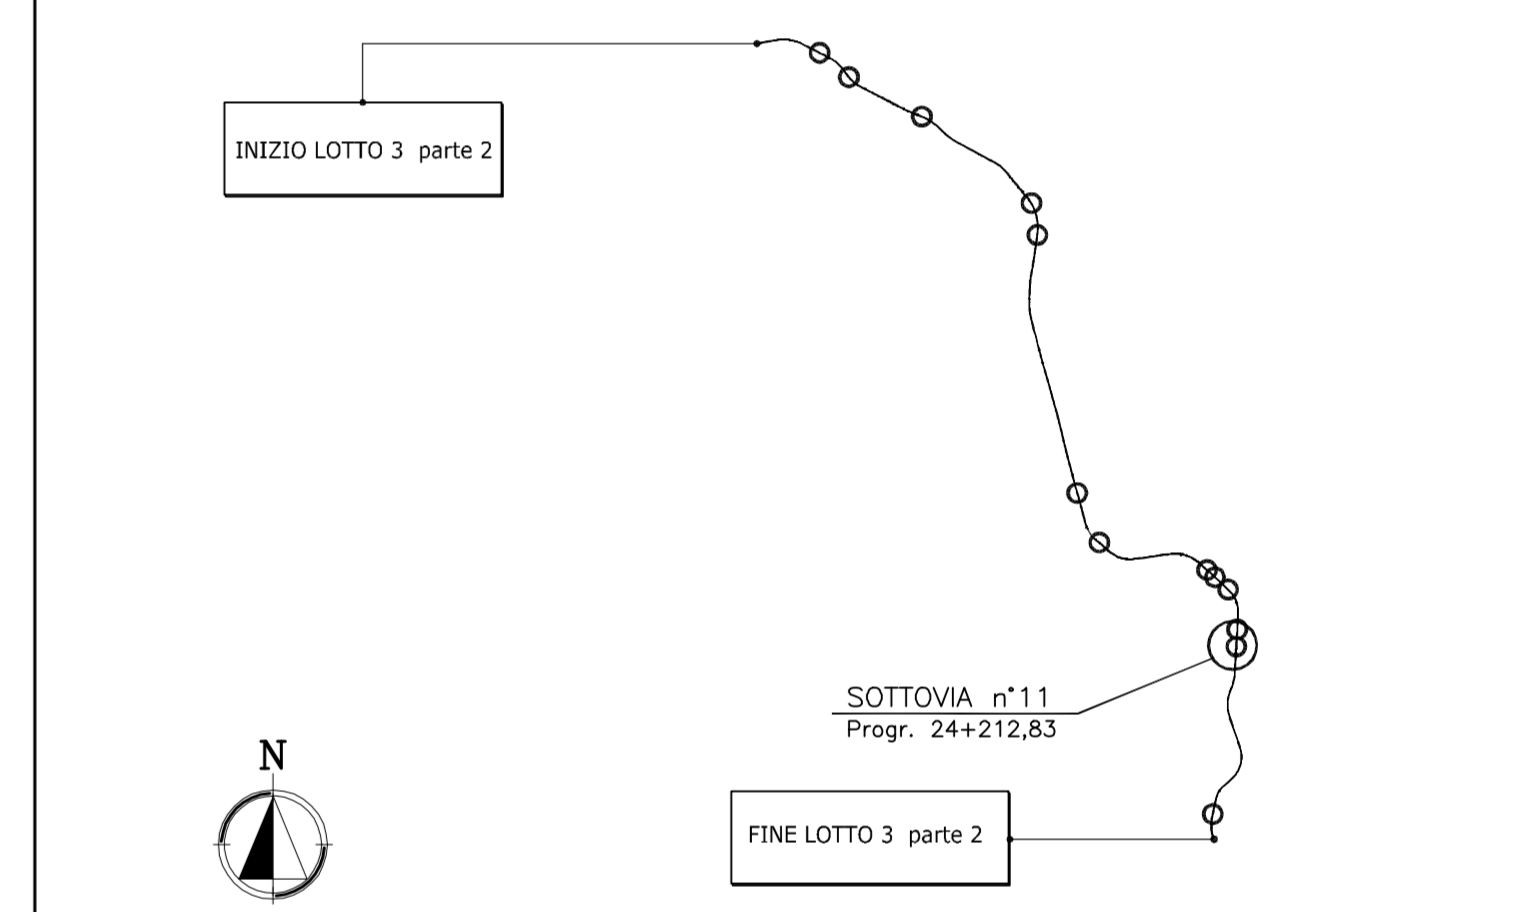 INIZIO LOTTO 3 parte 2
SOTTOVIA n°11
Progr. 24+212,83
N
FINE LOTTO 3 parte 2